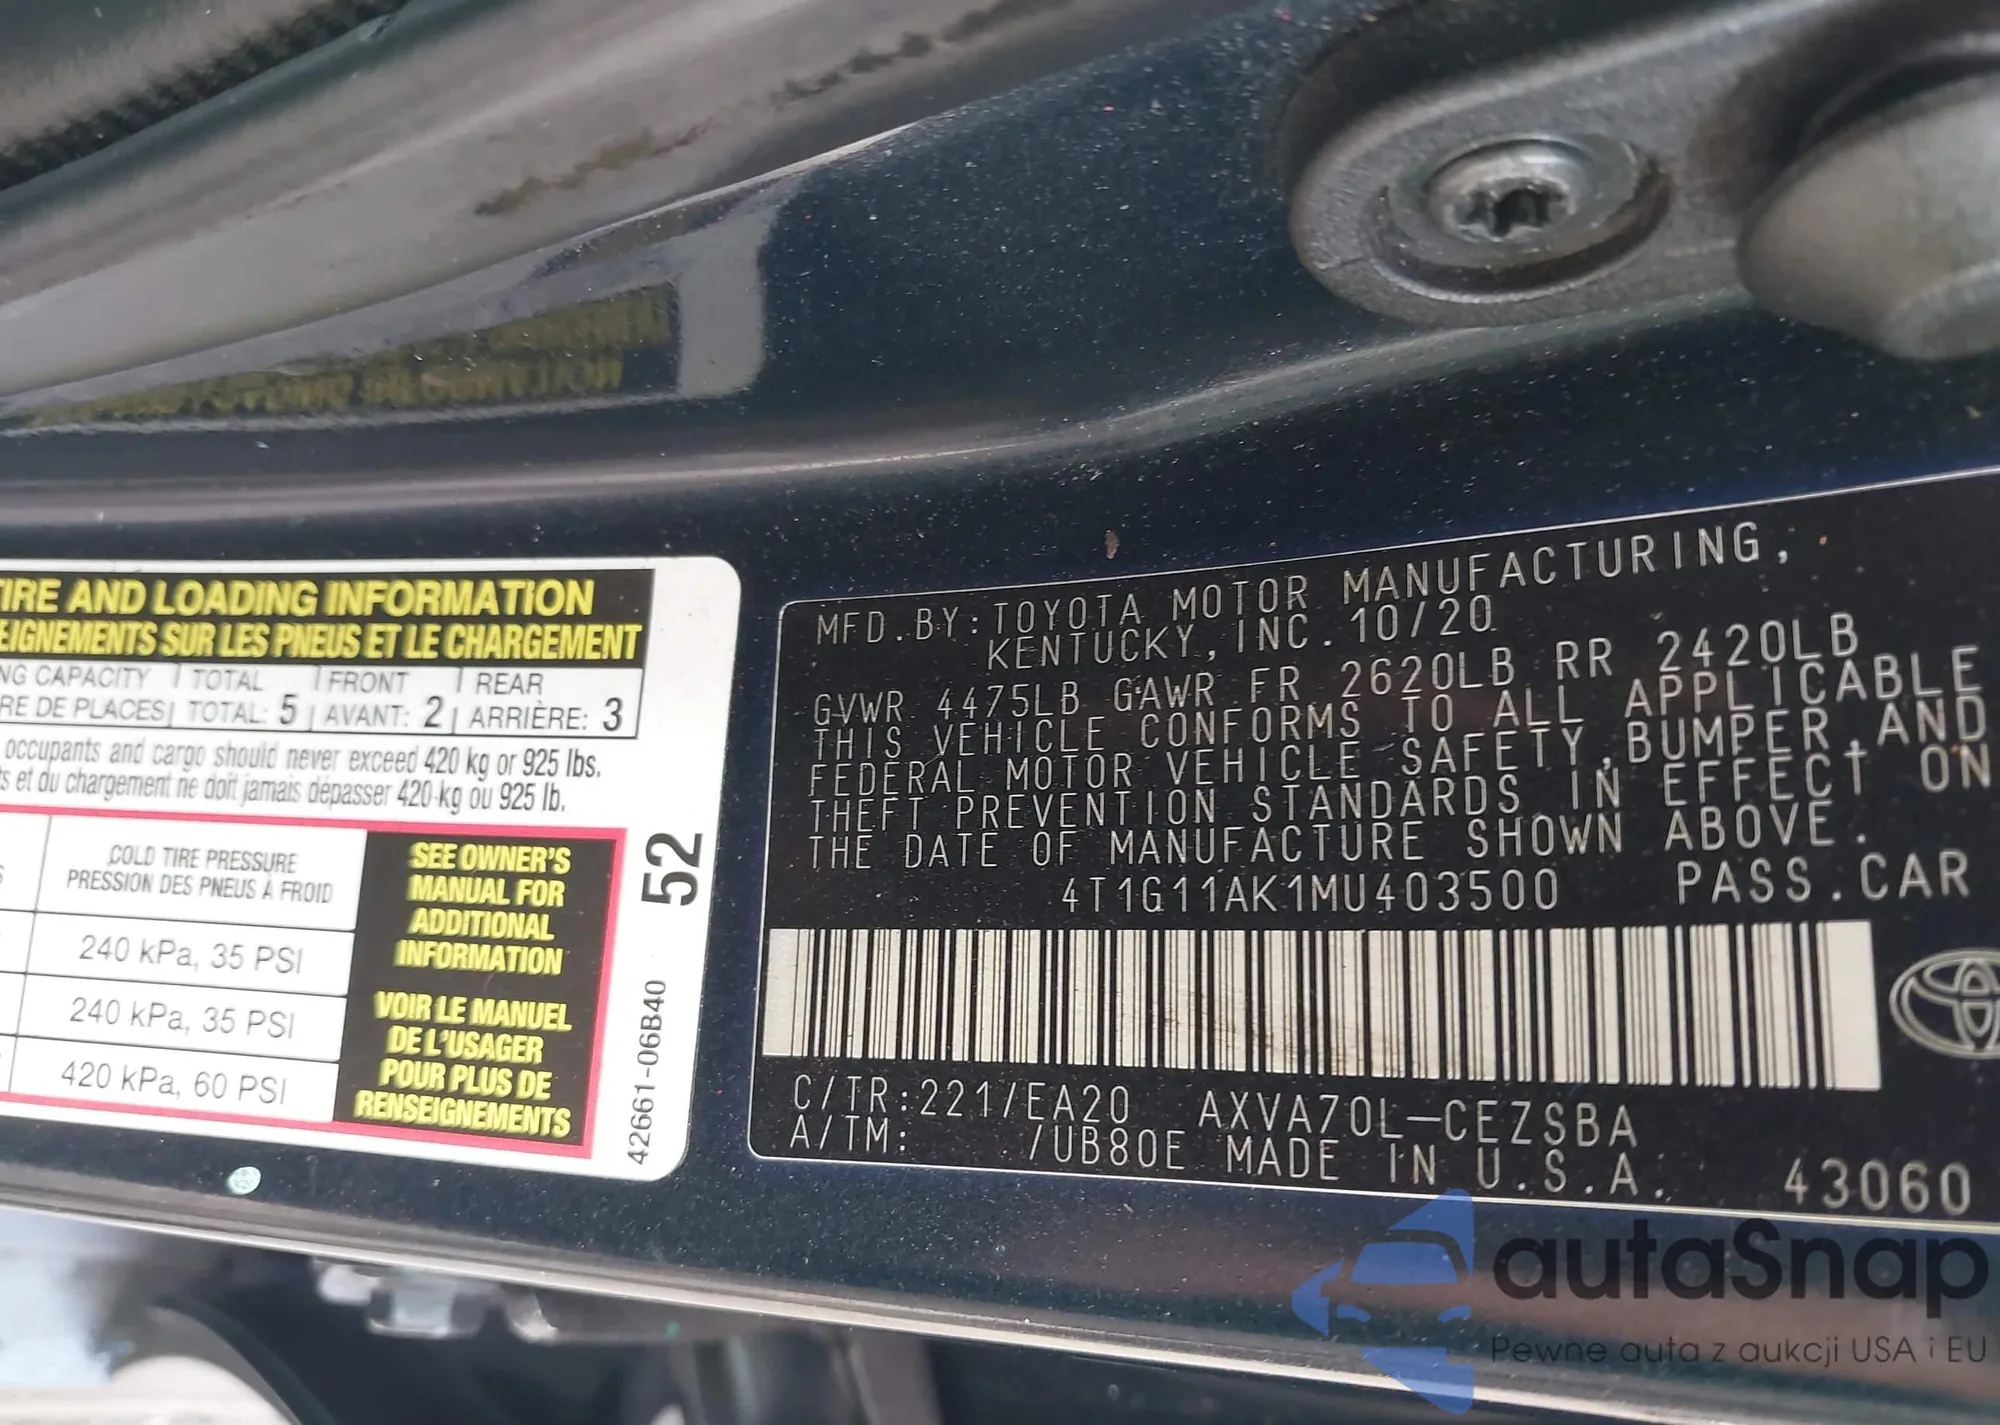 TIRE AND LOADING INFORMATION
EIGNEMENTS SUR LES PNEUS ET LE CHARGEMENT
NG CAPACITY TOTAL FRONT REAR
RE DE PLACES TOTAL: 5 AVANT: 2 ARRIÈRE: 3
occupants and cargo should never exceed 420 kg or 925 lbs.
s et du chargement ne doit jamais dépasser 420 kg ou 925 lb.
COLD TIRE PRESSURE
PRESSION DES PNEUS À FROID
240 kPa, 35 PSI
240 kPa, 35 PSI
420 kPa, 60 PSI
SEE OWNER'S
MANUAL FOR
ADDITIONAL
INFORMATION
VOIR LE MANUEL
DE L'USAGER
POUR PLUS DE
RENSEIGNEMENTS
52
42661-06B40
MFD.BY:TOYOTA MOTOR MANUFACTURING,
KENTUCKY,INC.10/20
GVWR 4475LB GAWR FR 2620LB RR 2420LB
THIS VEHICLE CONFORMS TO ALL APPLICABLE
FEDERAL MOTOR VEHICLE SAFETY,BUMPER,AND
THEFT PREVENTION STANDARDS IN EFFECT ON
THE DATE OF MANUFACTURE SHOWN ABOVE.
4T1G11AK1MU403500 PASS.CAR
C/TR:221/EA20 AXVA70L-CEZSBA
A/TM: /UB80E MADE IN U.S.A. 43060
autaSnap
Pewne auta z aukcji USA i EU